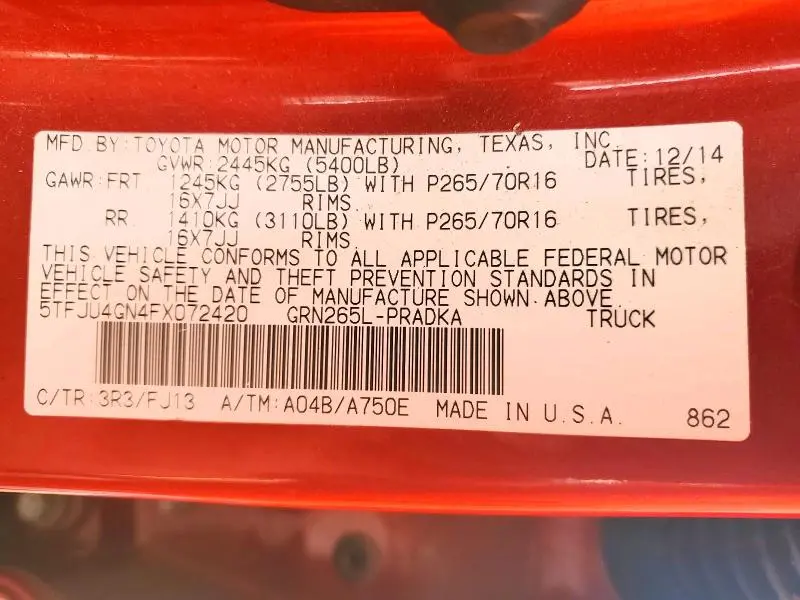 MFD. BY: TOYOTA MOTOR MANUFACTURING, TEXAS, INC.
GVWR: 2445KG (5400LB) DATE: 12/14
GAWR: FRT 1245KG (2755LB) WITH P265/70R16 TIRES,
16X7JJ RIMS.
RR. 1410KG (3110LB) WITH P265/70R16 TIRES,
16X7JJ RIMS.
THIS VEHICLE CONFORMS TO ALL APPLICABLE FEDERAL MOTOR
VEHICLE SAFETY AND THEFT PREVENTION STANDARDS IN
EFFECT ON THE DATE OF MANUFACTURE SHOWN ABOVE.
5TFJU4GN4FX072420 GRN265L-PRADKA TRUCK
C/TR: 3R3/FJ13 A/TM: A04B/A750E MADE IN U.S.A. 862